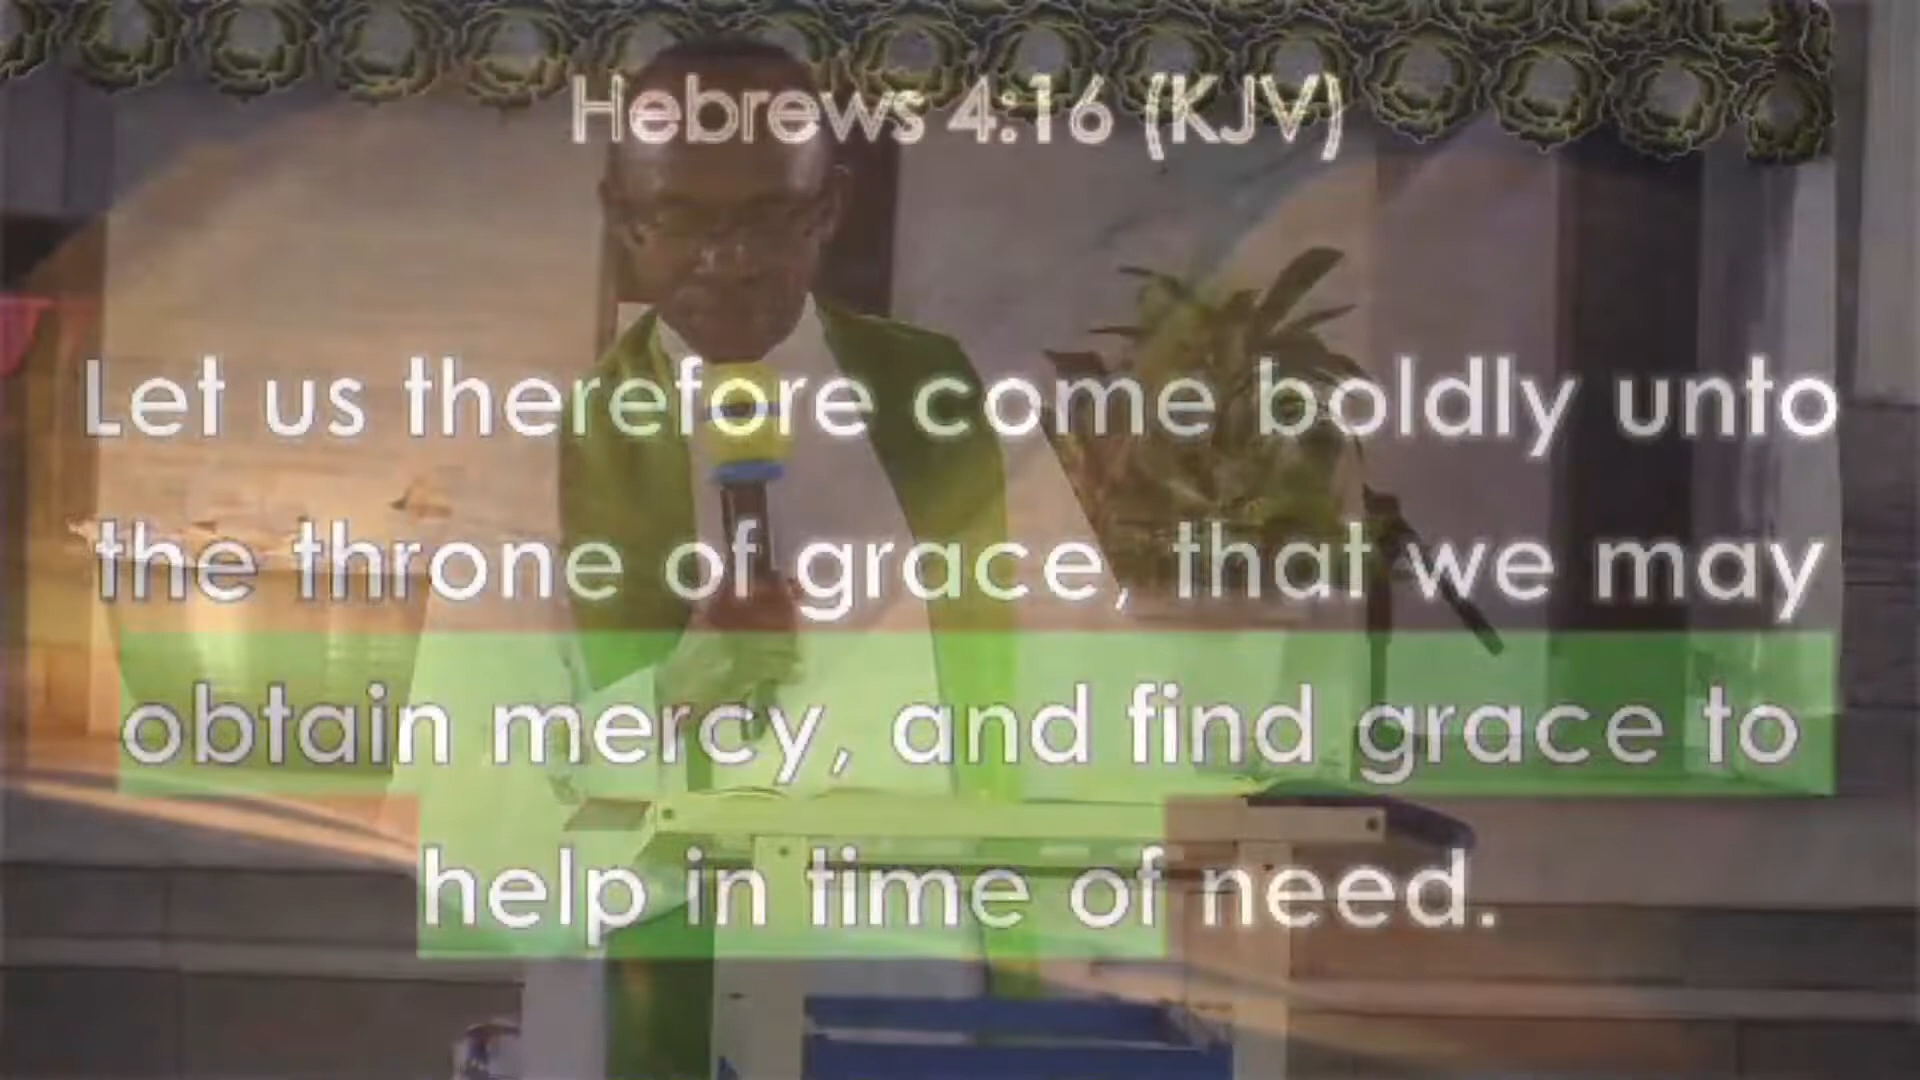 Hebrews 4:16 (KJV)
Let us therefore come boldly unto
the throne of grace, that we may
obtain mercy, and find grace to
help in time of need.